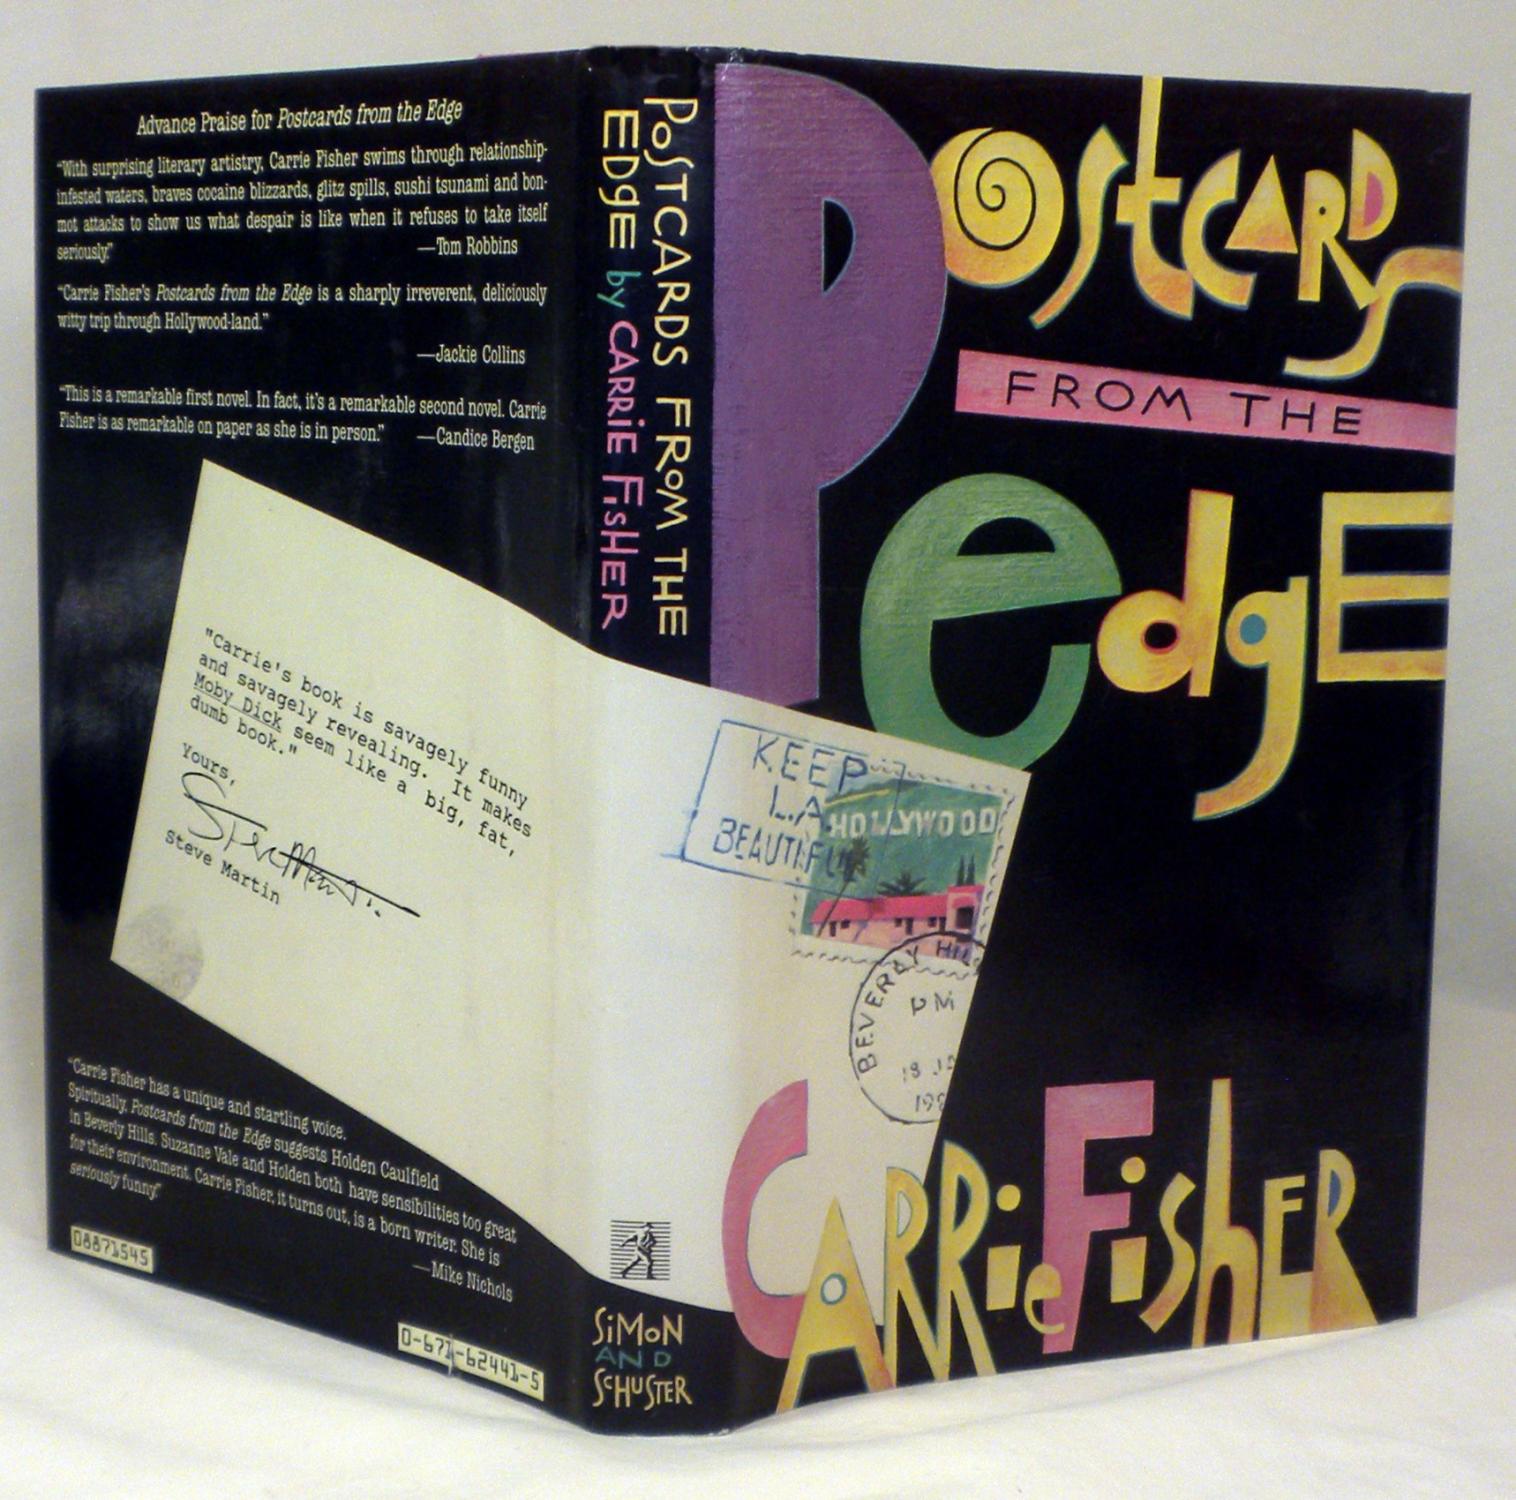 Advance Praise for Postcards from the Edge
“With surprising literary artistry, Carrie Fisher swims through relationship-
infested waters, braves cocaine blizzards, glitz spills, sushi tsunami and bon-
mot attacks to show us what despair is like when it refuses to take itself
seriously.”
—Tom Robbins
“Carrie Fisher's Postcards from the Edge is a sharply irreverent, deliciously
witty trip through Hollywood-land.”
—Jackie Collins
“This is a remarkable first novel. In fact, it's a remarkable second novel. Carrie
Fisher is as remarkable on paper as she is in person.” —Candice Bergen
"Carrie's book is savagely funny
and savagely revealing. It makes
Moby Dick seem like a big, fat,
dumb book."
Yours,
Steve Martin
“Carrie Fisher has a unique and startling voice.
Spiritually, Postcards from the Edge suggests Holden Caulfield
in Beverly Hills. Suzanne Vale and Holden both have sensibilities too great
for their environment. Carrie Fisher, it turns out, is a born writer. She is
seriously funny.”
—Mike Nichols
08871545
0-671-62441-5
POSTCARDS FROM THE
EDgE by CARRiE FiSHER
SiMoN
AND
ScHUSTER
Postcards
FROM THE
edgE
KEEP
L.A.
BEAUTIFUL
HOLLYWOOD
BEVERLY HIL
PM
18 JA
198
CARRie FishER